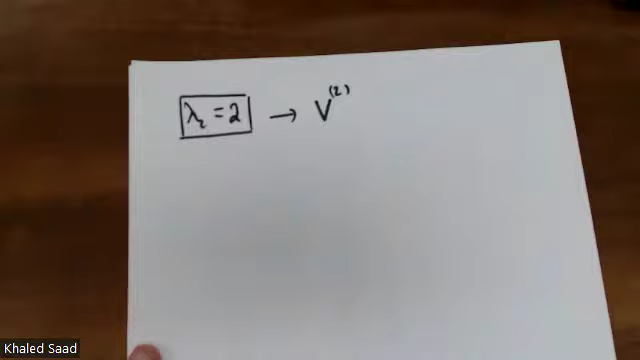 λ₂ = 2 → V⁽²⁾
Khaled Saad